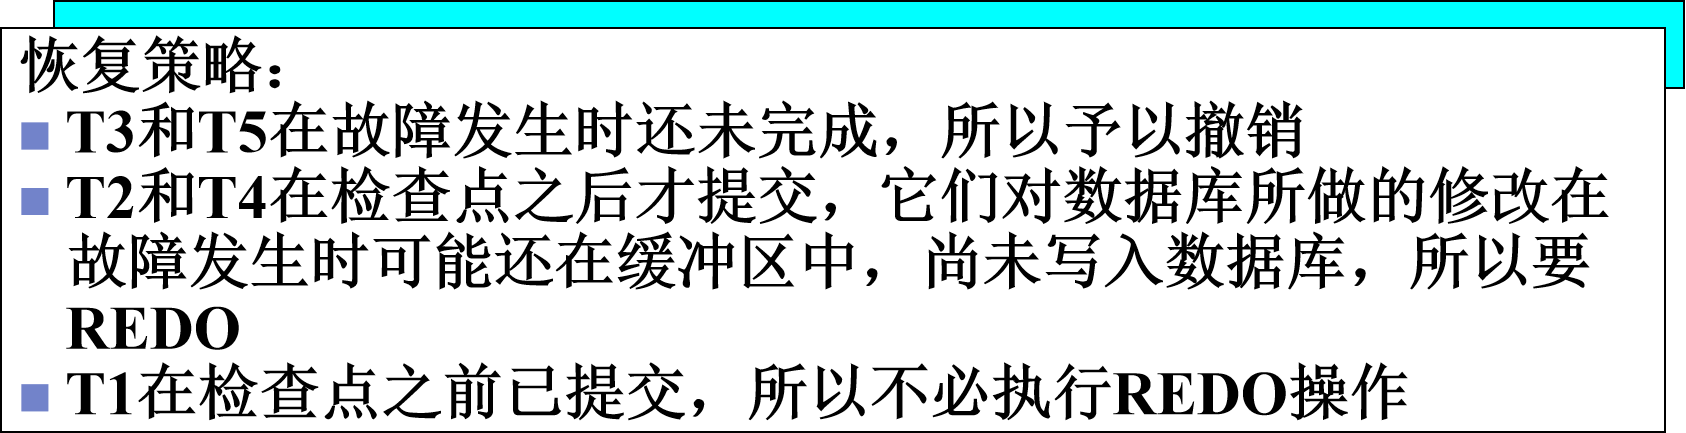 恢复策略：
■ T3和T5在故障发生时还未完成，所以予以撤销
■ T2和T4在检查点之后才提交，它们对数据库所做的修改在
故障发生时可能还在缓冲区中，尚未写入数据库，所以要
REDO
■ T1在检查点之前已提交，所以不必执行REDO操作